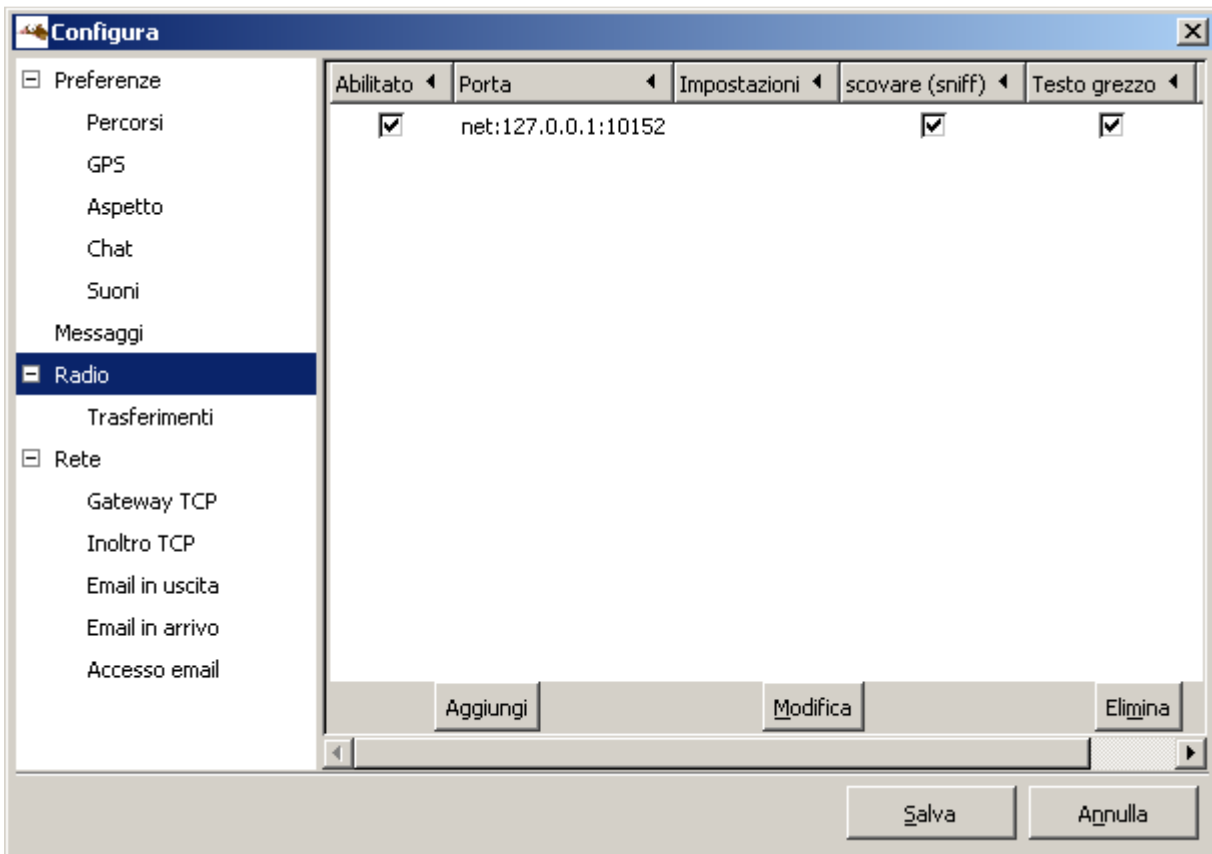 Configura
Preferenze
Percorsi
GPS
Aspetto
Chat
Suoni
Messaggi
Radio
Trasferimenti
Rete
Gateway TCP
Inoltro TCP
Email in uscita
Email in arrivo
Accesso email
Abilitato Porta Impostazioni scovare (sniff) Testo grezzo
net:127.0.0.1:10152
Aggiungi Modifica Elimina
Salva Annulla